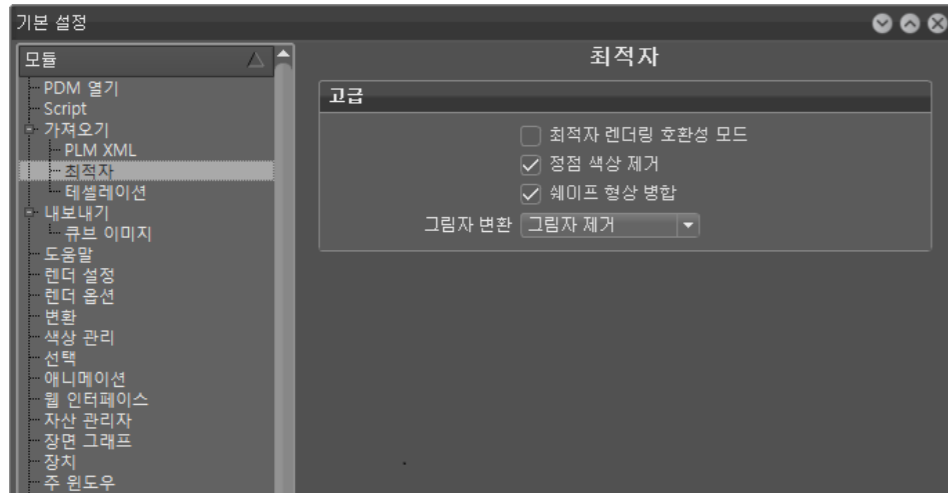 기본 설정
모듈
PDM 열기
Script
가져오기
PLM XML
최적자
테셀레이션
내보내기
큐브 이미지
도움말
렌더 설정
렌더 옵션
변환
색상 관리
선택
애니메이션
웹 인터페이스
자산 관리자
장면 그래프
장치
주 윈도우
최적자
고급
최적자 렌더링 호환성 모드
정점 색상 제거
쉐이프 형상 병합
그림자 변환 그림자 제거